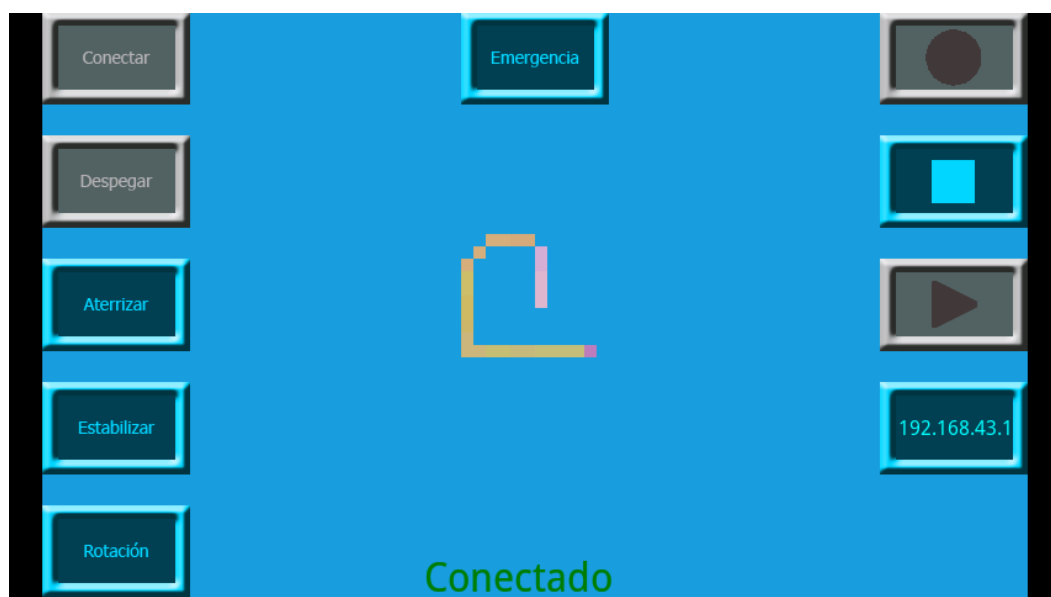 Conectar
Emergencia
Despegar
Aterrizar
Estabilizar
192.168.43.1
Rotación
Conectado